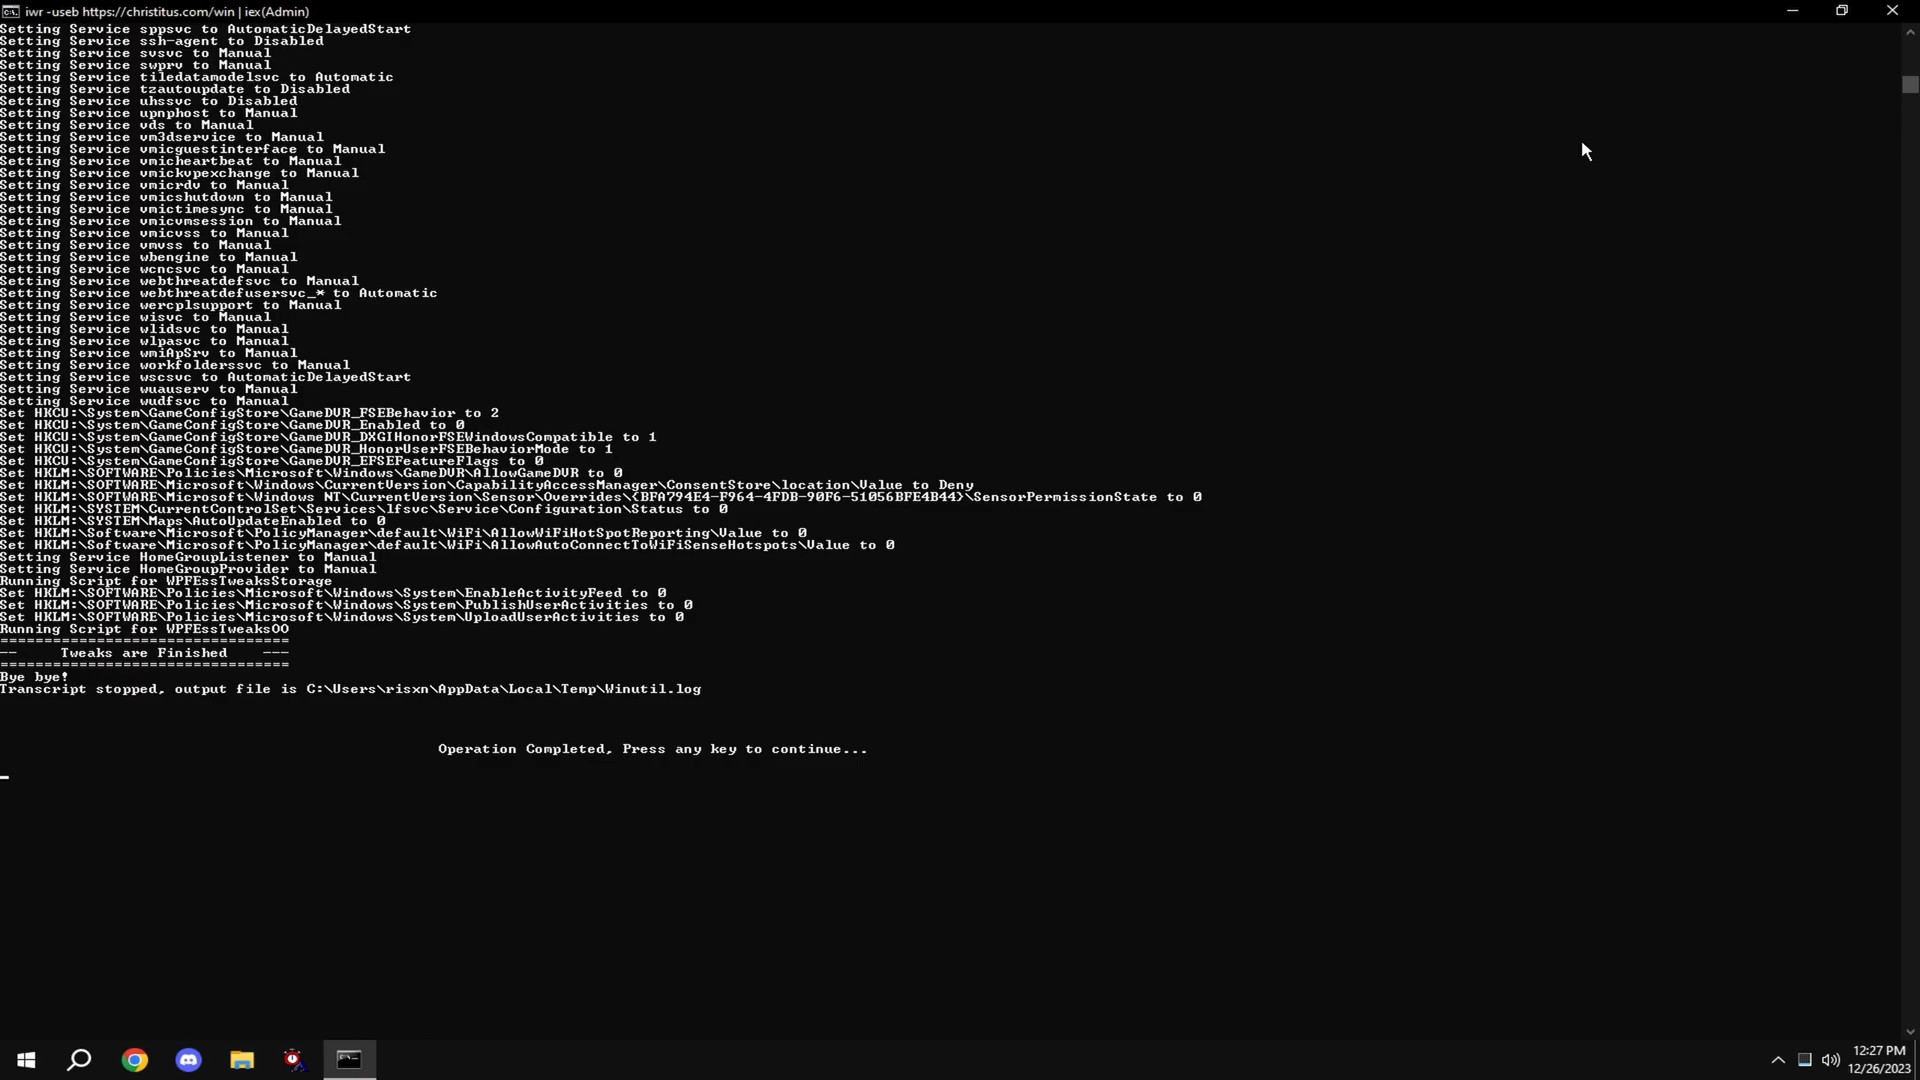 iwr -useb https://christitus.com/win | iex(Admin)
Setting Service sppsvc to AutomaticDelayedStart
Setting Service ssh-agent to Disabled
Setting Service svsvc to Manual
Setting Service swprv to Manual
Setting Service tiledatamodelsvc to Automatic
Setting Service tzautoupdate to Disabled
Setting Service uhssvc to Disabled
Setting Service upnphost to Manual
Setting Service vds to Manual
Setting Service vm3dservice to Manual
Setting Service vmicguestinterface to Manual
Setting Service vmicheartbeat to Manual
Setting Service vmickvpexchange to Manual
Setting Service vmicrdv to Manual
Setting Service vmicshutdown to Manual
Setting Service vmictimesync to Manual
Setting Service vmicvmsession to Manual
Setting Service vmicvss to Manual
Setting Service vmvss to Manual
Setting Service wbengine to Manual
Setting Service wcncsvc to Manual
Setting Service webthreatdefsvc to Manual
Setting Service webthreatdefusersvc_* to Automatic
Setting Service wercplsupport to Manual
Setting Service wisvc to Manual
Setting Service wlidsvc to Manual
Setting Service wlpasvc to Manual
Setting Service wmiApSrv to Manual
Setting Service workfolderssvc to Manual
Setting Service wscsvc to AutomaticDelayedStart
Setting Service wuauserv to Manual
Setting Service wudfsvc to Manual
Set HKCU:\System\GameConfigStore\GameDVR_FSEBehavior to 2
Set HKCU:\System\GameConfigStore\GameDVR_Enabled to 0
Set HKCU:\System\GameConfigStore\GameDVR_DXGIHonorFSEWindowsCompatible to 1
Set HKCU:\System\GameConfigStore\GameDVR_HonorUserFSEBehaviorMode to 1
Set HKCU:\System\GameConfigStore\GameDVR_EFSEFeatureFlags to 0
Set HKLM:\SOFTWARE\Policies\Microsoft\Windows\GameDVR\AllowGameDVR to 0
Set HKLM:\SOFTWARE\Microsoft\Windows\CurrentVersion\CapabilityAccessManager\ConsentStore\location\Value to Deny
Set HKLM:\SOFTWARE\Microsoft\Windows NT\CurrentVersion\Sensor\Overrides\{BFA794E4-F964-4FDB-90F6-51056BFE4B44}\SensorPermissionState to 0
Set HKLM:\SYSTEM\CurrentControlSet\Services\lfsvc\Service\Configuration\Status to 0
Set HKLM:\SYSTEM\Maps\AutoUpdateEnabled to 0
Set HKLM:\Software\Microsoft\PolicyManager\default\WiFi\AllowWiFiHotSpotReporting\Value to 0
Set HKLM:\Software\Microsoft\PolicyManager\default\WiFi\AllowAutoConnectToWiFiSenseHotspots\Value to 0
Setting Service HomeGroupListener to Manual
Setting Service HomeGroupProvider to Manual
Running Script for WPFEssTweaksStorage
Set HKLM:\SOFTWARE\Policies\Microsoft\Windows\System\EnableActivityFeed to 0
Set HKLM:\SOFTWARE\Policies\Microsoft\Windows\System\PublishUserActivities to 0
Set HKLM:\SOFTWARE\Policies\Microsoft\Windows\System\UploadUserActivities to 0
Running Script for WPFEssTweaksOO
=================================
--     Tweaks are Finished    ---
=================================
Bye bye!
Transcript stopped, output file is C:\Users\risxn\AppData\Local\Temp\Winutil.log
Operation Completed, Press any key to continue...
12:27 PM
12/26/2023